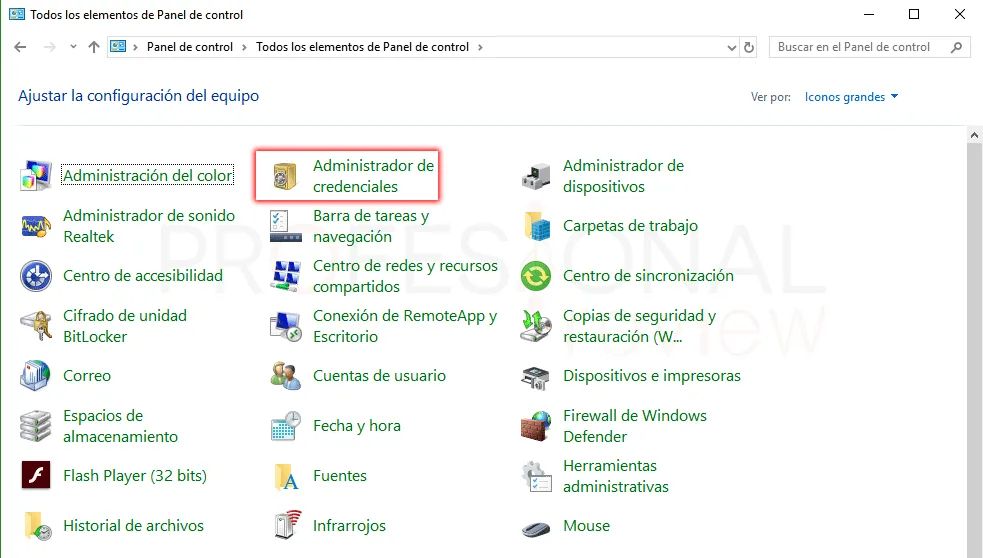 Todos los elementos de Panel de control
Panel de control
Todos los elementos de Panel de control
Buscar en el Panel de control
Ajustar la configuración del equipo
Ver por:
Iconos grandes
Administración del color
Administrador de
credenciales
Administrador de
dispositivos
Administrador de sonido
Realtek
Barra de tareas y
navegación
Carpetas de trabajo
Centro de accesibilidad
Centro de redes y recursos
compartidos
Centro de sincronización
Cifrado de unidad
BitLocker
Conexión de RemoteApp y
Escritorio
Copias de seguridad y
restauración (W...
Correo
Cuentas de usuario
Dispositivos e impresoras
Espacios de
almacenamiento
Fecha y hora
Firewall de Windows
Defender
Flash Player (32 bits)
Fuentes
Herramientas
administrativas
Historial de archivos
Infrarrojos
Mouse
PROFESIONAL
review